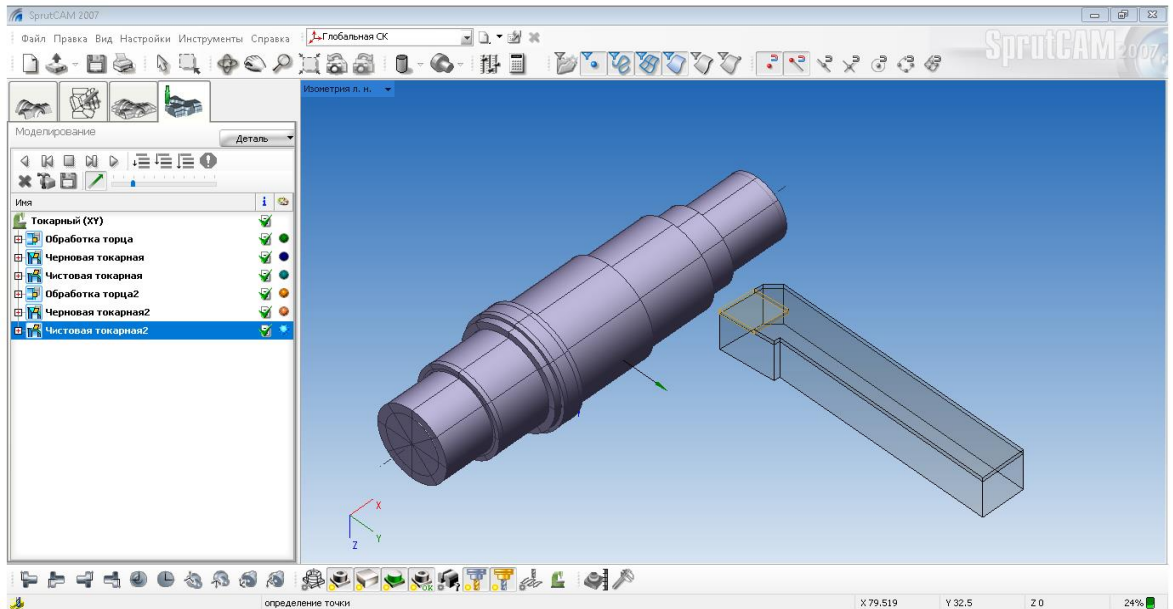 SprutCAM 2007
Файл Правка Вид Настройки Инструменты Справка Глобальная СК
SprutCAM 2007
Изометрия л. н.
Моделирование
Деталь
Имя
Токарный (XY)
Обработка торца
Черновая токарная
Чистовая токарная
Обработка торца2
Черновая токарная2
Чистовая токарная2
X
Y
Z
определение точки X 79.519 Y 32.5 Z 0 24%